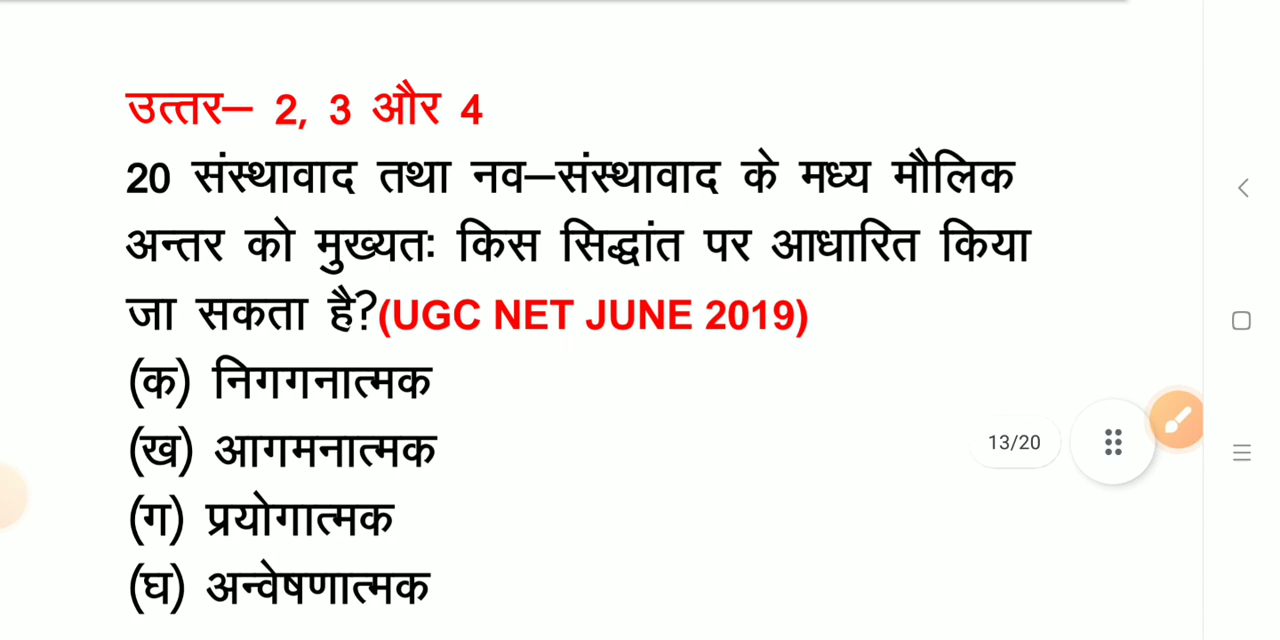 उत्तर– 2, 3 और 4
20 संस्थावाद तथा नव–संस्थावाद के मध्य मौलिक
अन्तर को मुख्यतः किस सिद्धांत पर आधारित किया
जा सकता है?(UGC NET JUNE 2019)
(क) निगगनात्मक
(ख) आगमनात्मक
13/20
(ग) प्रयोगात्मक
(घ) अन्वेषणात्मक